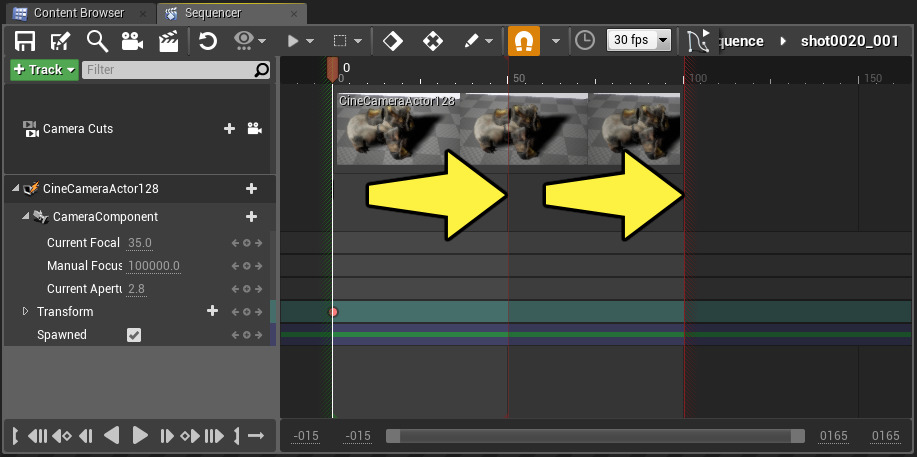 Content Browser
Sequencer
30 fps
quence
shot0020_001
Track
Filter
0
0
50
100
150
Camera Cuts
CineCameraActor128
CineCameraActor128
CameraComponent
Current Focal
35.0
Manual Focus
100000.0
Current Apertu
2.8
Transform
Spawned
-015
-015
0165
0165